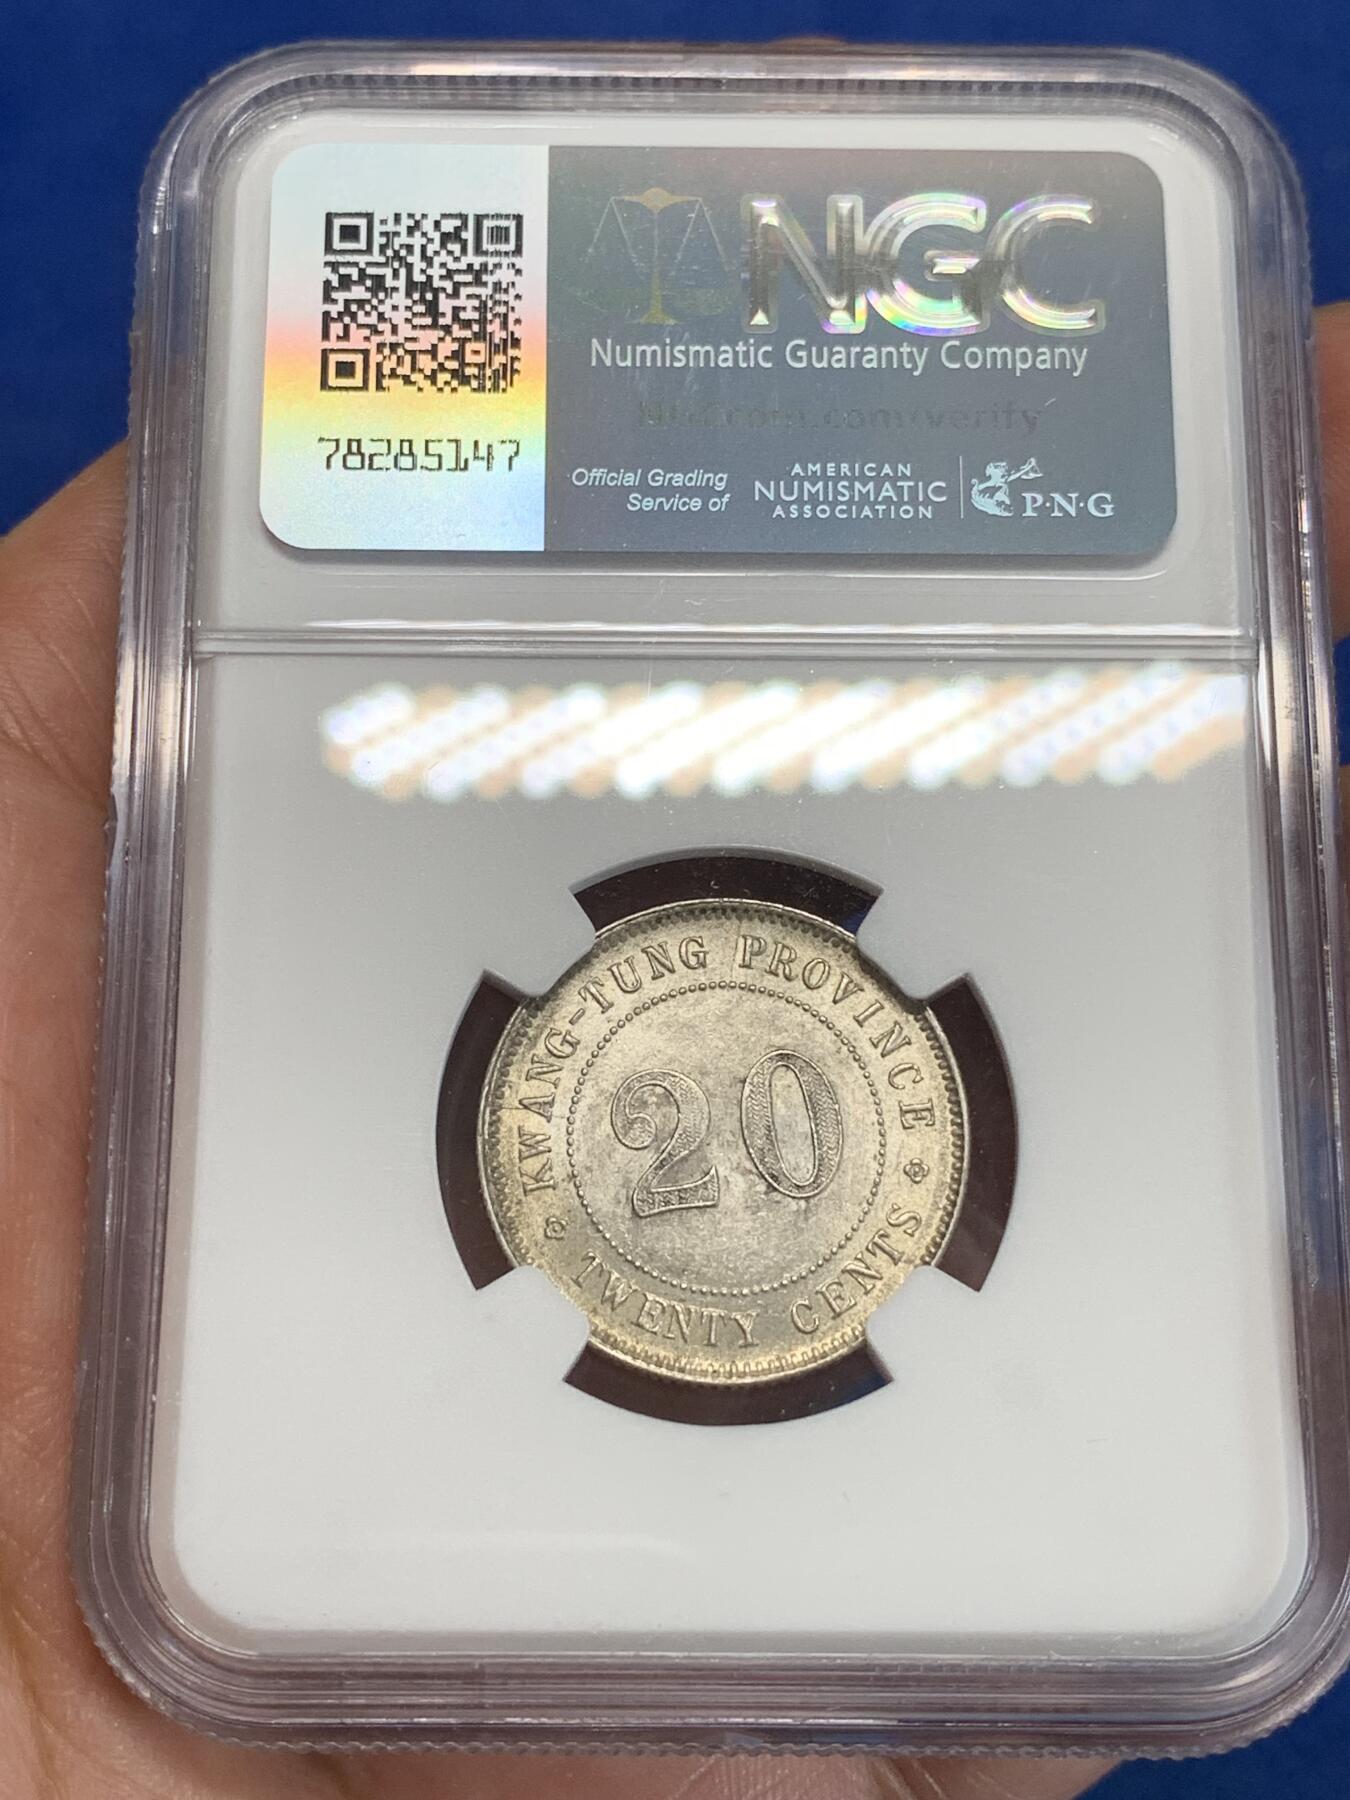 NGC
Numismatic Guaranty Company
78285147
Official Grading
Service of
AMERICAN
NUMISMATIC
ASSOCIATION
P·N·G
KWANG-TUNG PROVINCE
20
TWENTY CENTS